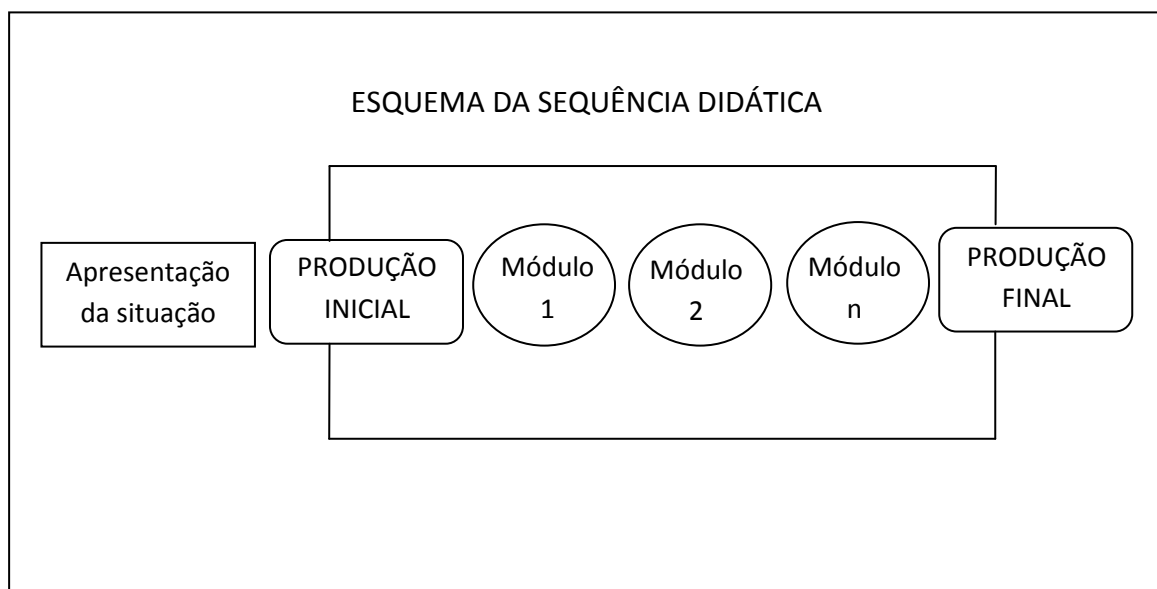 ESQUEMA DA SEQUÊNCIA DIDÁTICA
Apresentação
da situação
PRODUÇÃO
INICIAL
Módulo
1
Módulo
2
Módulo
n
PRODUÇÃO
FINAL